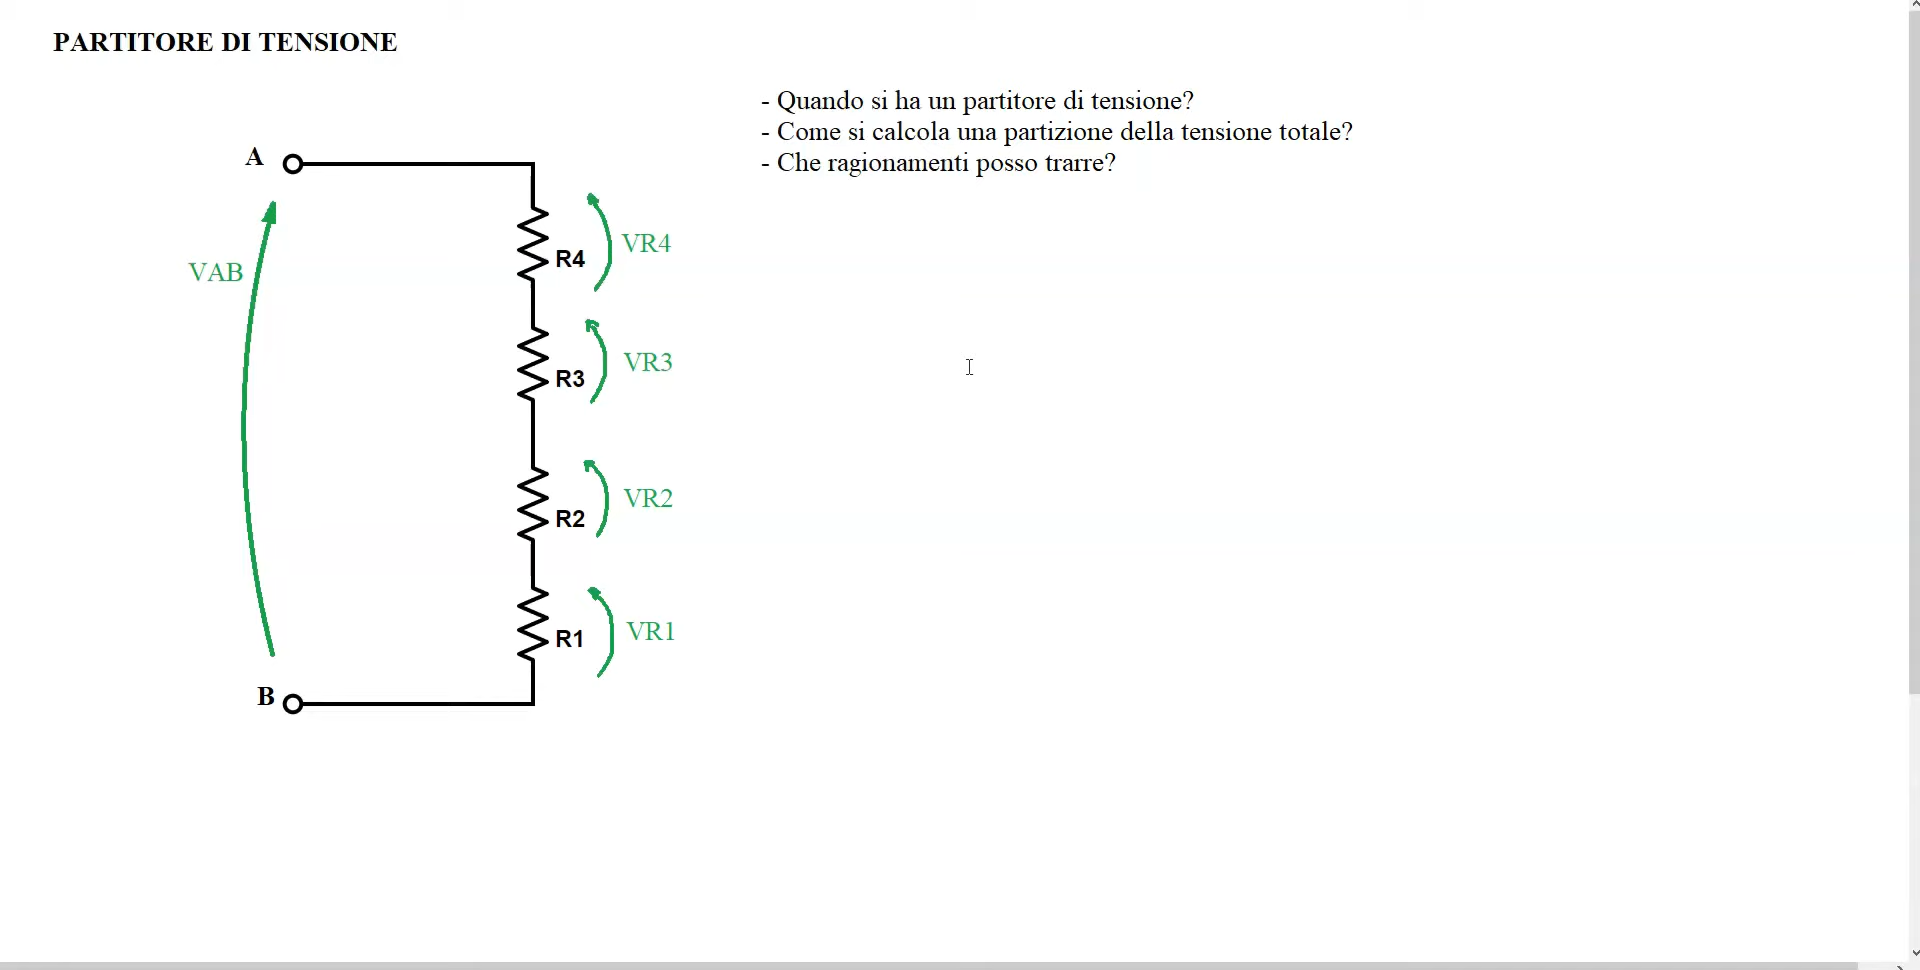 PARTITORE DI TENSIONE
- Quando si ha un partitore di tensione?
- Come si calcola una partizione della tensione totale?
- Che ragionamenti posso trarre?
A
VR4
R4
VAB
VR3
R3
VR2
R2
VR1
R1
B